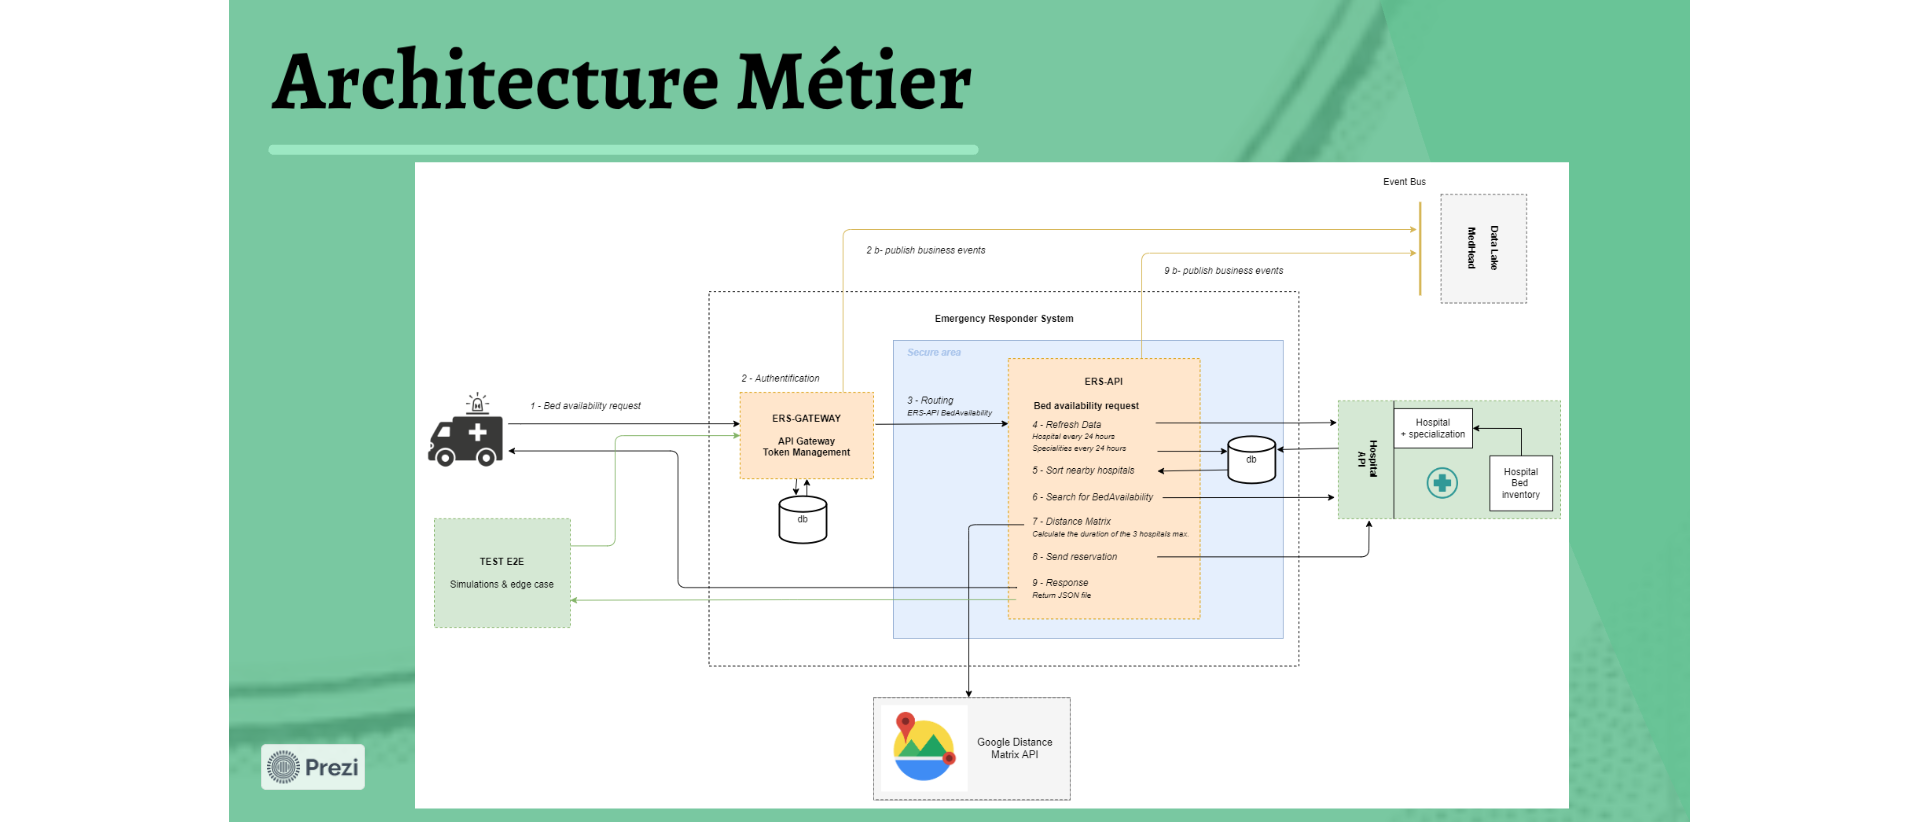 Architecture Métier
Event Bus
Data Lake
MedHead
2 b- publish business events
9 b- publish business events
Emergency Responder System
Secure area
2 - Authentification
1 - Bed availability request
ERS-GATEWAY
API Gateway
Token Management
db
3 - Routing
ERS-API BedAvailability
ERS-API
Bed availability request
4 - Refresh Data
Hospital every 24 hours
Specialities every 24 hours
5 - Sort nearby hospitals
6 - Search for BedAvailability
7 - Distance Matrix
Calculate the duration of the 3 hospitals max.
8 - Send reservation
9 - Response
Return JSON file
db
Hospital
API
Hospital
+ specialization
Hospital
Bed
inventory
TEST E2E
Simulations & edge case
Google Distance
Matrix API
Prezi